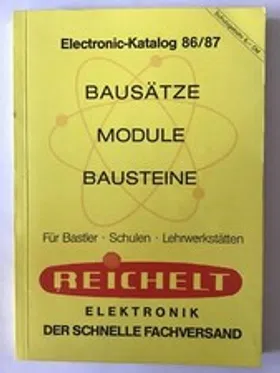 Electronic-Katalog 86/87
BAUSÄTZE
MODULE
BAUSTEINE
Für Bastler · Schulen · Lehrwerkstätten
REICHELT
ELEKTRONIK
DER SCHNELLE FACHVERSAND